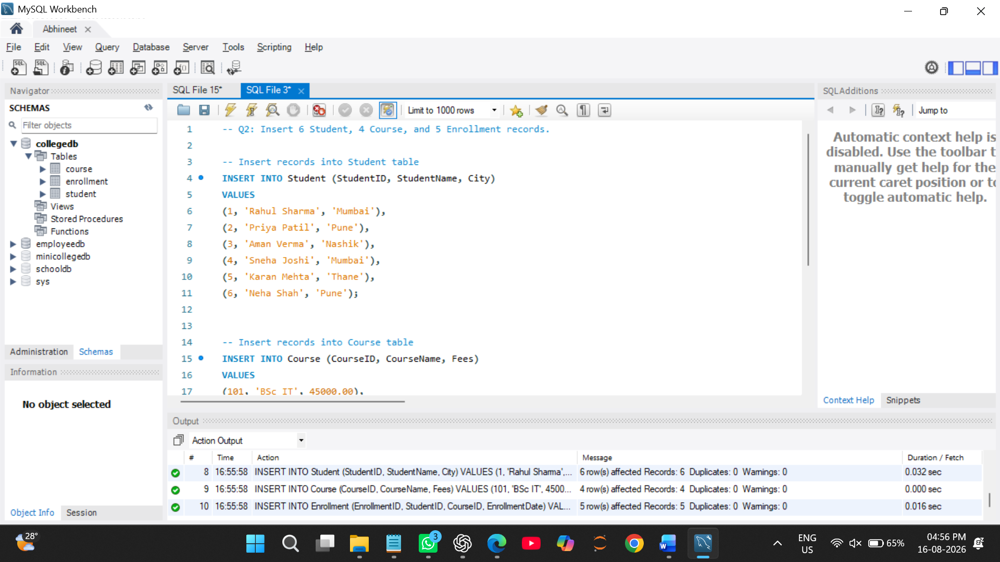 MySQL Workbench
Abhineet
File Edit View Query Database Server Tools Scripting Help
Navigator
SCHEMAS
Filter objects
collegedb
Tables
course
enrollment
student
Views
Stored Procedures
Functions
employeedb
minicollegedb
schooldb
sys
Administration Schemas
Information
No object selected
Object Info Session
SQL File 15* SQL File 3*
Limit to 1000 rows
1 -- Q2: Insert 6 Student, 4 Course, and 5 Enrollment records.
2
3 -- Insert records into Student table
4 INSERT INTO Student (StudentID, StudentName, City)
5 VALUES
6 (1, 'Rahul Sharma', 'Mumbai'),
7 (2, 'Priya Patil', 'Pune'),
8 (3, 'Aman Verma', 'Nashik'),
9 (4, 'Sneha Joshi', 'Mumbai'),
10 (5, 'Karan Mehta', 'Thane'),
11 (6, 'Neha Shah', 'Pune');
12
13
14 -- Insert records into Course table
15 INSERT INTO Course (CourseID, CourseName, Fees)
16 VALUES
17 (101, 'BSc IT', 45000.00),
SQLAdditions
Jump to
Automatic context help is
disabled. Use the toolbar t
manually get help for the
current caret position or to
toggle automatic help.
Context Help Snippets
Output
Action Output
# Time Action Message Duration / Fetch
8 16:55:58 INSERT INTO Student (StudentID, StudentName, City) VALUES (1, 'Rahul Sharma',... 6 row(s) affected Records: 6 Duplicates: 0 Warnings: 0 0.032 sec
9 16:55:58 INSERT INTO Course (CourseID, CourseName, Fees) VALUES (101, 'BSc IT', 4500... 4 row(s) affected Records: 4 Duplicates: 0 Warnings: 0 0.000 sec
10 16:55:58 INSERT INTO Enrollment (EnrollmentID, StudentID, CourseID, EnrollmentDate) VAL... 5 row(s) affected Records: 5 Duplicates: 0 Warnings: 0 0.016 sec
28°
3
ENG
US
65%
04:56 PM
16-08-2026